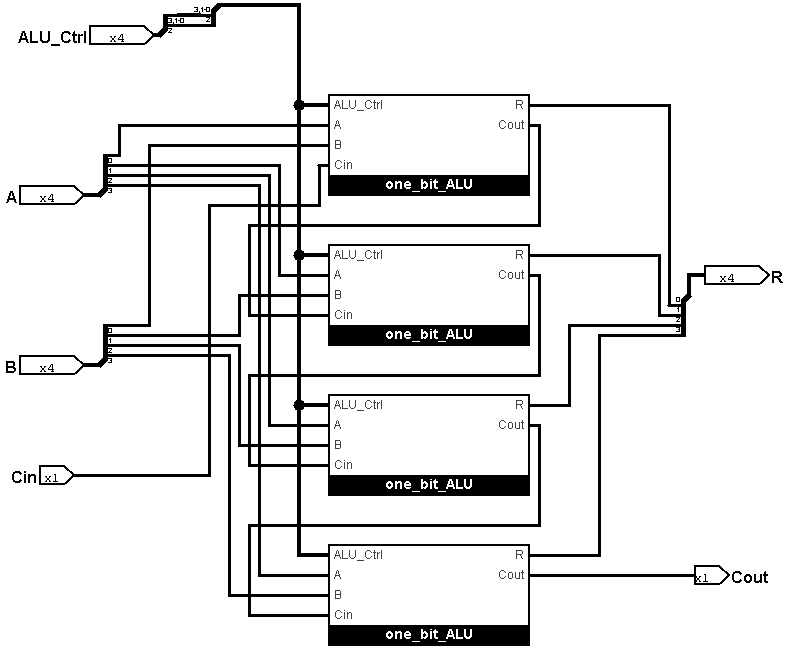 ALU_Ctrl
x4
3,1-0
2
3,1-0
2
A
x4
0
1
2
3
B
x4
0
1
2
3
Cin
x1
ALU_Ctrl
A
B
Cin
R
Cout
one_bit_ALU
ALU_Ctrl
A
B
Cin
R
Cout
one_bit_ALU
ALU_Ctrl
A
B
Cin
R
Cout
one_bit_ALU
ALU_Ctrl
A
B
Cin
R
Cout
one_bit_ALU
0
1
2
3
x4
R
x1
Cout